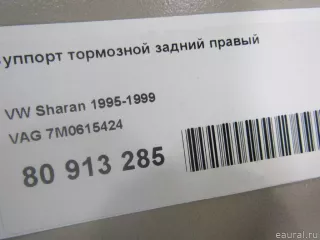 уппорт тормозной задний правый
VW Sharan 1995-1999
VAG 7M0615424
80 913 285
eaural.ru